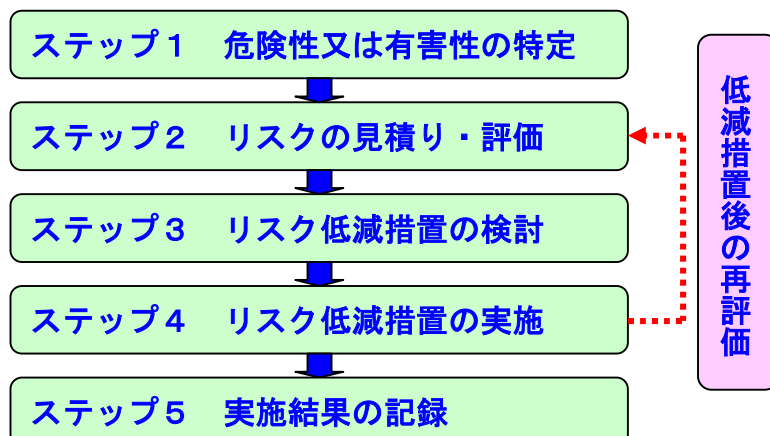 ステップ１　危険性又は有害性の特定
ステップ２　リスクの見積り・評価
ステップ３　リスク低減措置の検討
ステップ４　リスク低減措置の実施
ステップ５　実施結果の記録
低減措置後の再評価